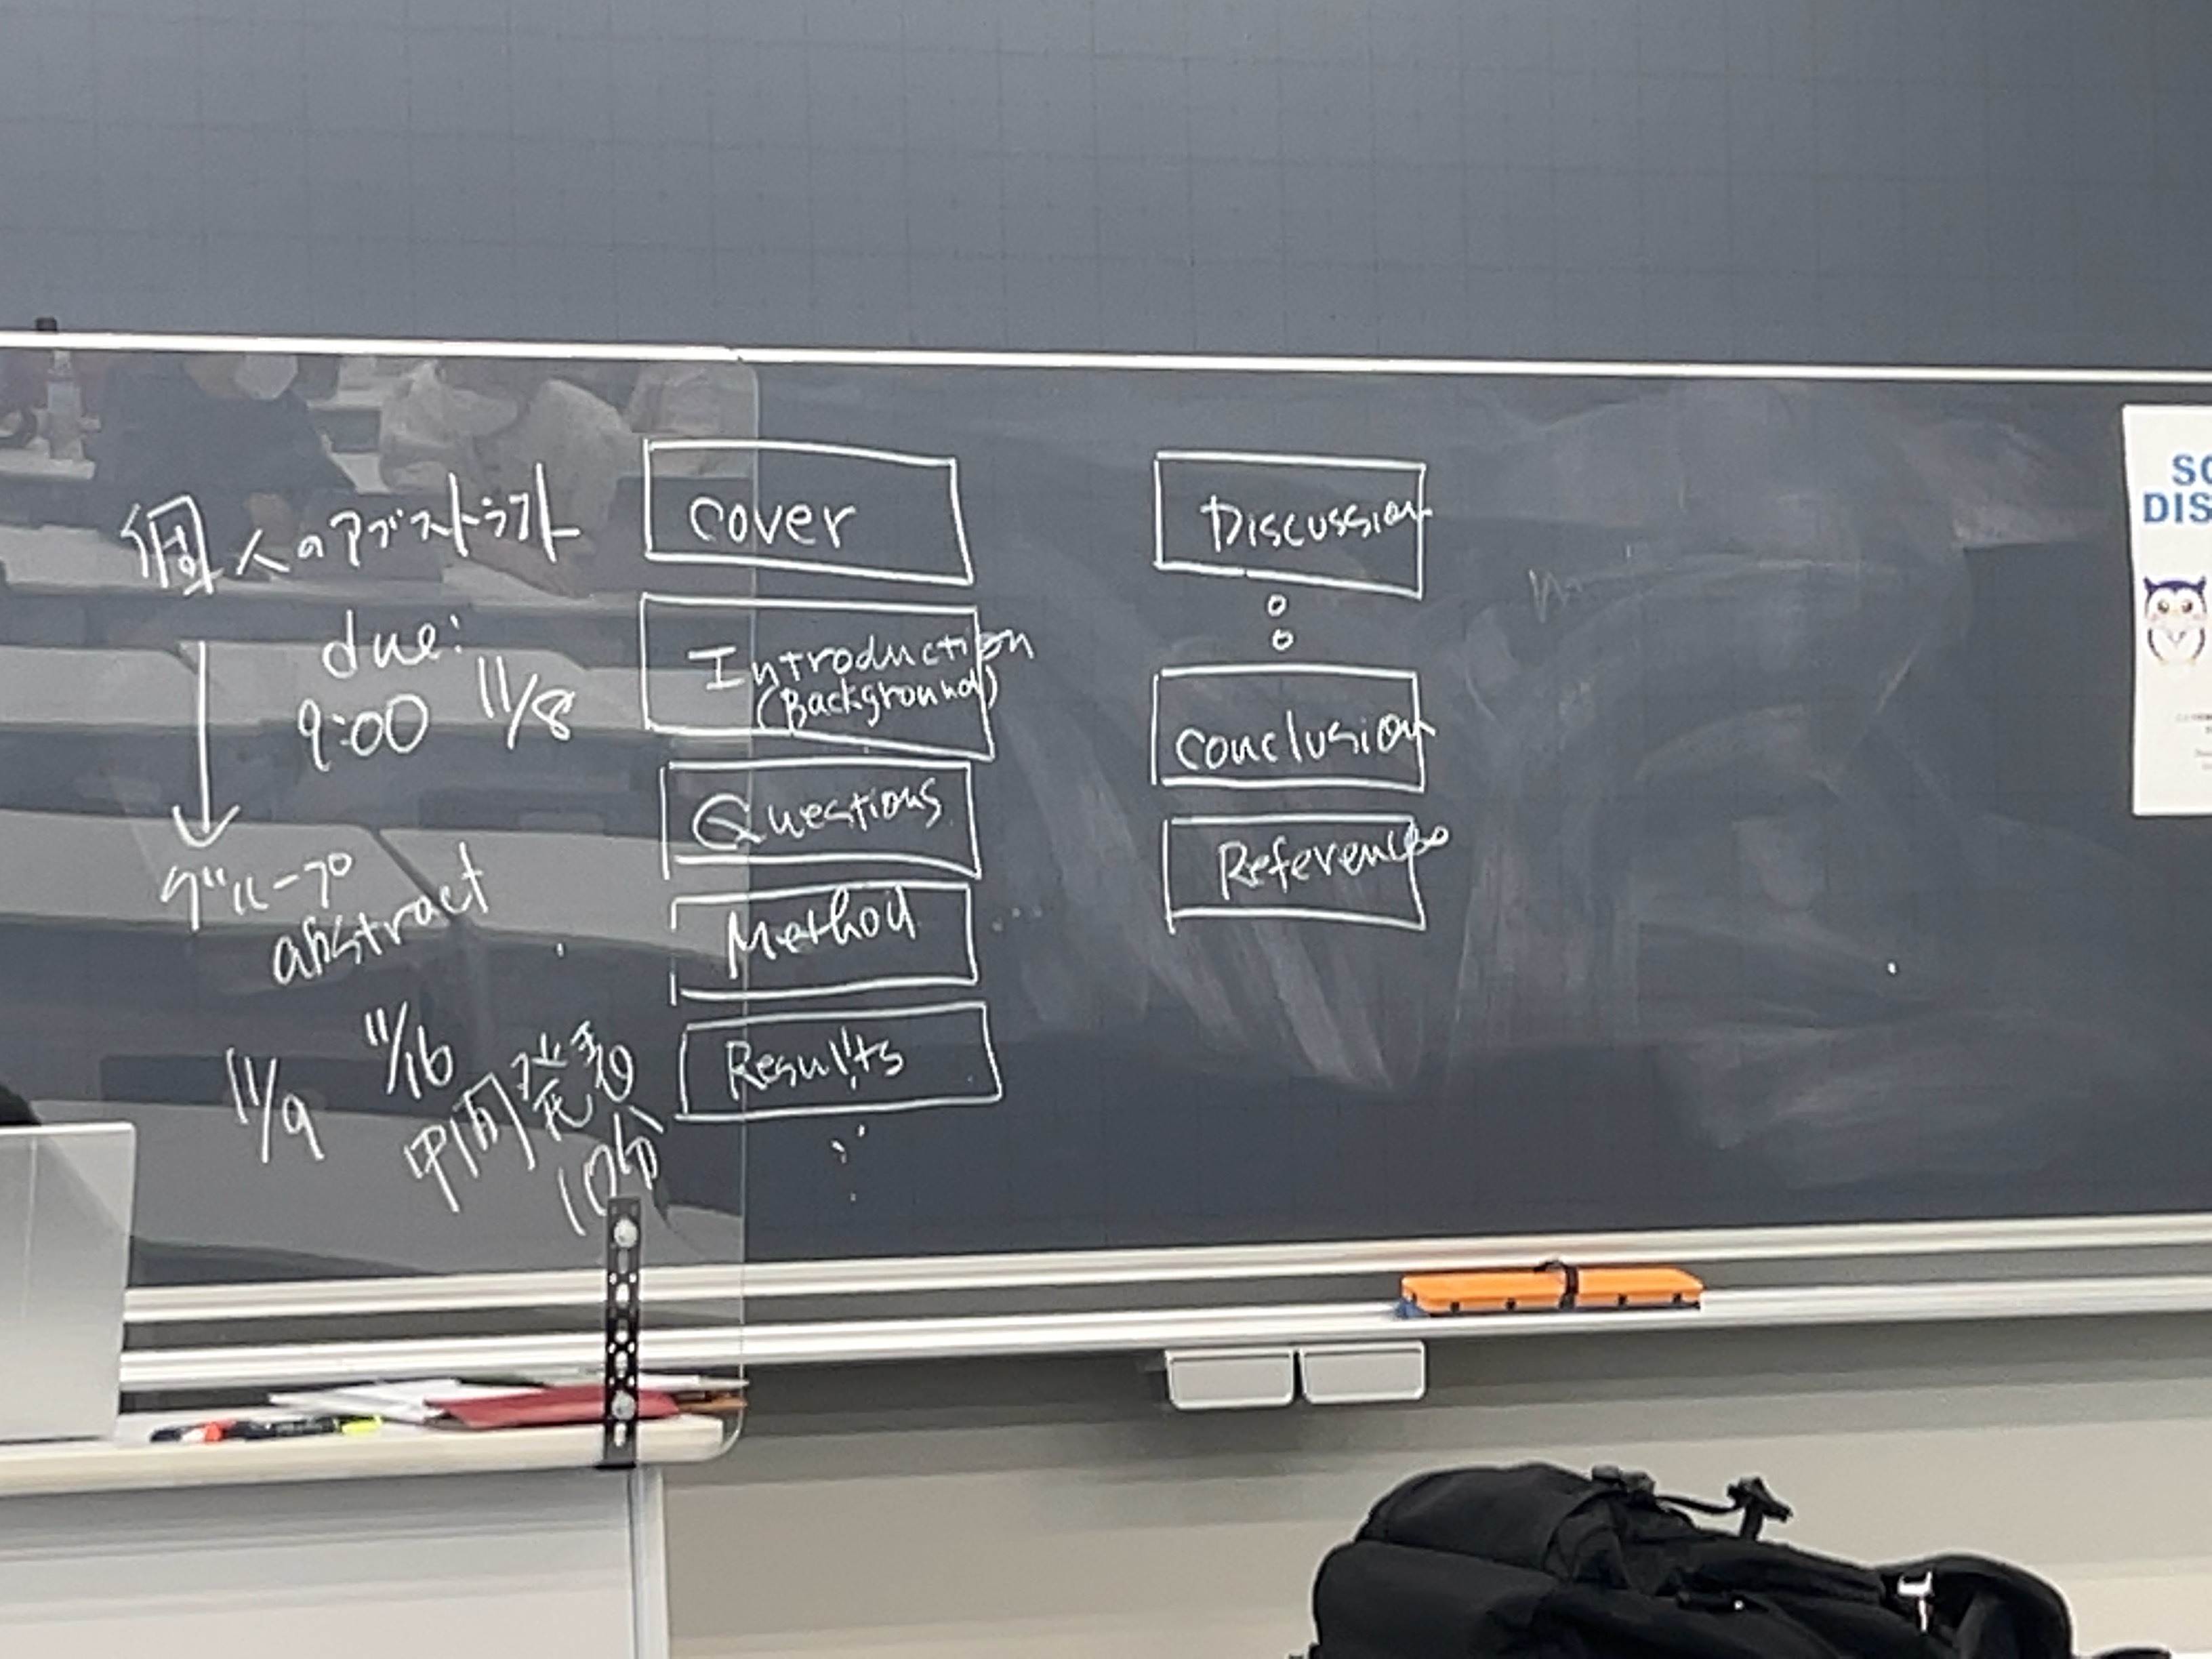 個人のアブストラクト
due:
9:00 11/8
グループ
abstract
11/9 11/16
中間発表
10分
cover
Introduction
(Background)
Questions
Method
Results
Discussion
Conclusion
Reference
SO
DIS